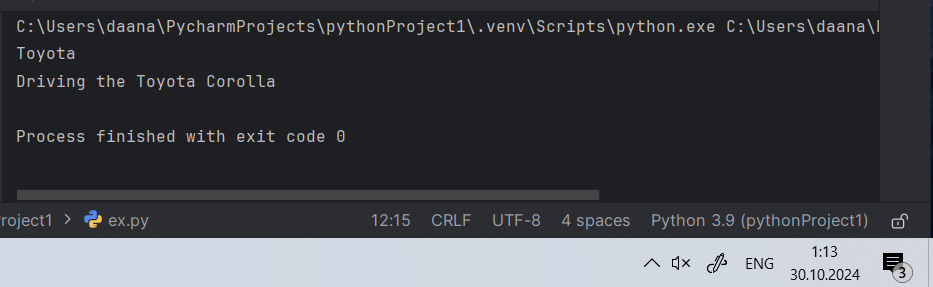 C:\Users\daana\PycharmProjects\pythonProject1\.venv\Scripts\python.exe C:\Users\daana\
Toyota
Driving the Toyota Corolla
Process finished with exit code 0
roject1 > ex.py 12:15 CRLF UTF-8 4 spaces Python 3.9 (pythonProject1)
ENG 1:13
30.10.2024 3